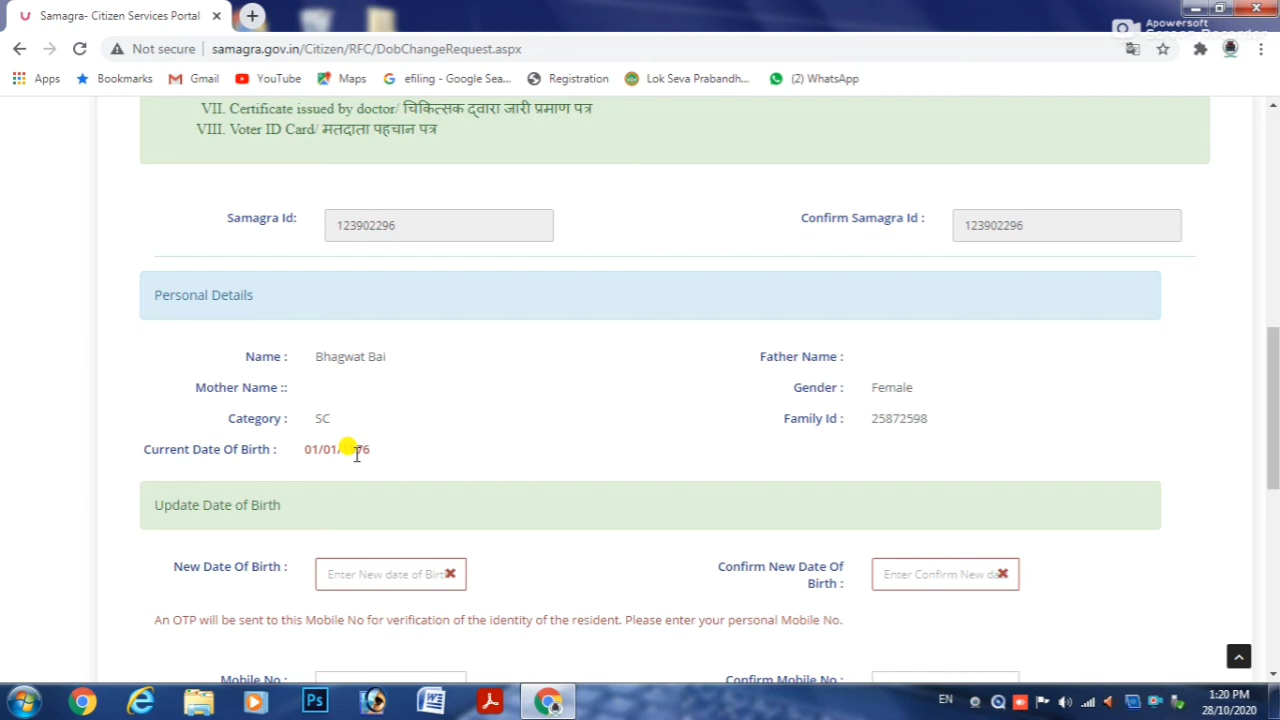 Samagra- Citizen Services Portal
Apowersoft
Screen Recorder
Not secure | samagra.gov.in/Citizen/RFC/DobChangeRequest.aspx
Apps Bookmarks Gmail YouTube Maps efiling - Google Sea... Registration Lok Seva Prabandh... (2) WhatsApp
VII. Certificate issued by doctor/ चिकित्सक द्वारा जारी प्रमाण पत्र
VIII. Voter ID Card/ मतदाता पहचान पत्र
Samagra Id: 123902296 Confirm Samagra Id : 123902296
Personal Details
Name : Bhagwat Bai Father Name :
Mother Name :: Gender : Female
Category : SC Family Id : 25872598
Current Date Of Birth : 01/01/
Update Date of Birth
New Date Of Birth : Enter New date of Birt Confirm New Date Of
Birth : Enter Confirm New da
An OTP will be sent to this Mobile No for verification of the identity of the resident. Please enter your personal Mobile No.
Mobile No : Confirm Mobile No :
Ps
EN 1:20 PM
28/10/2020